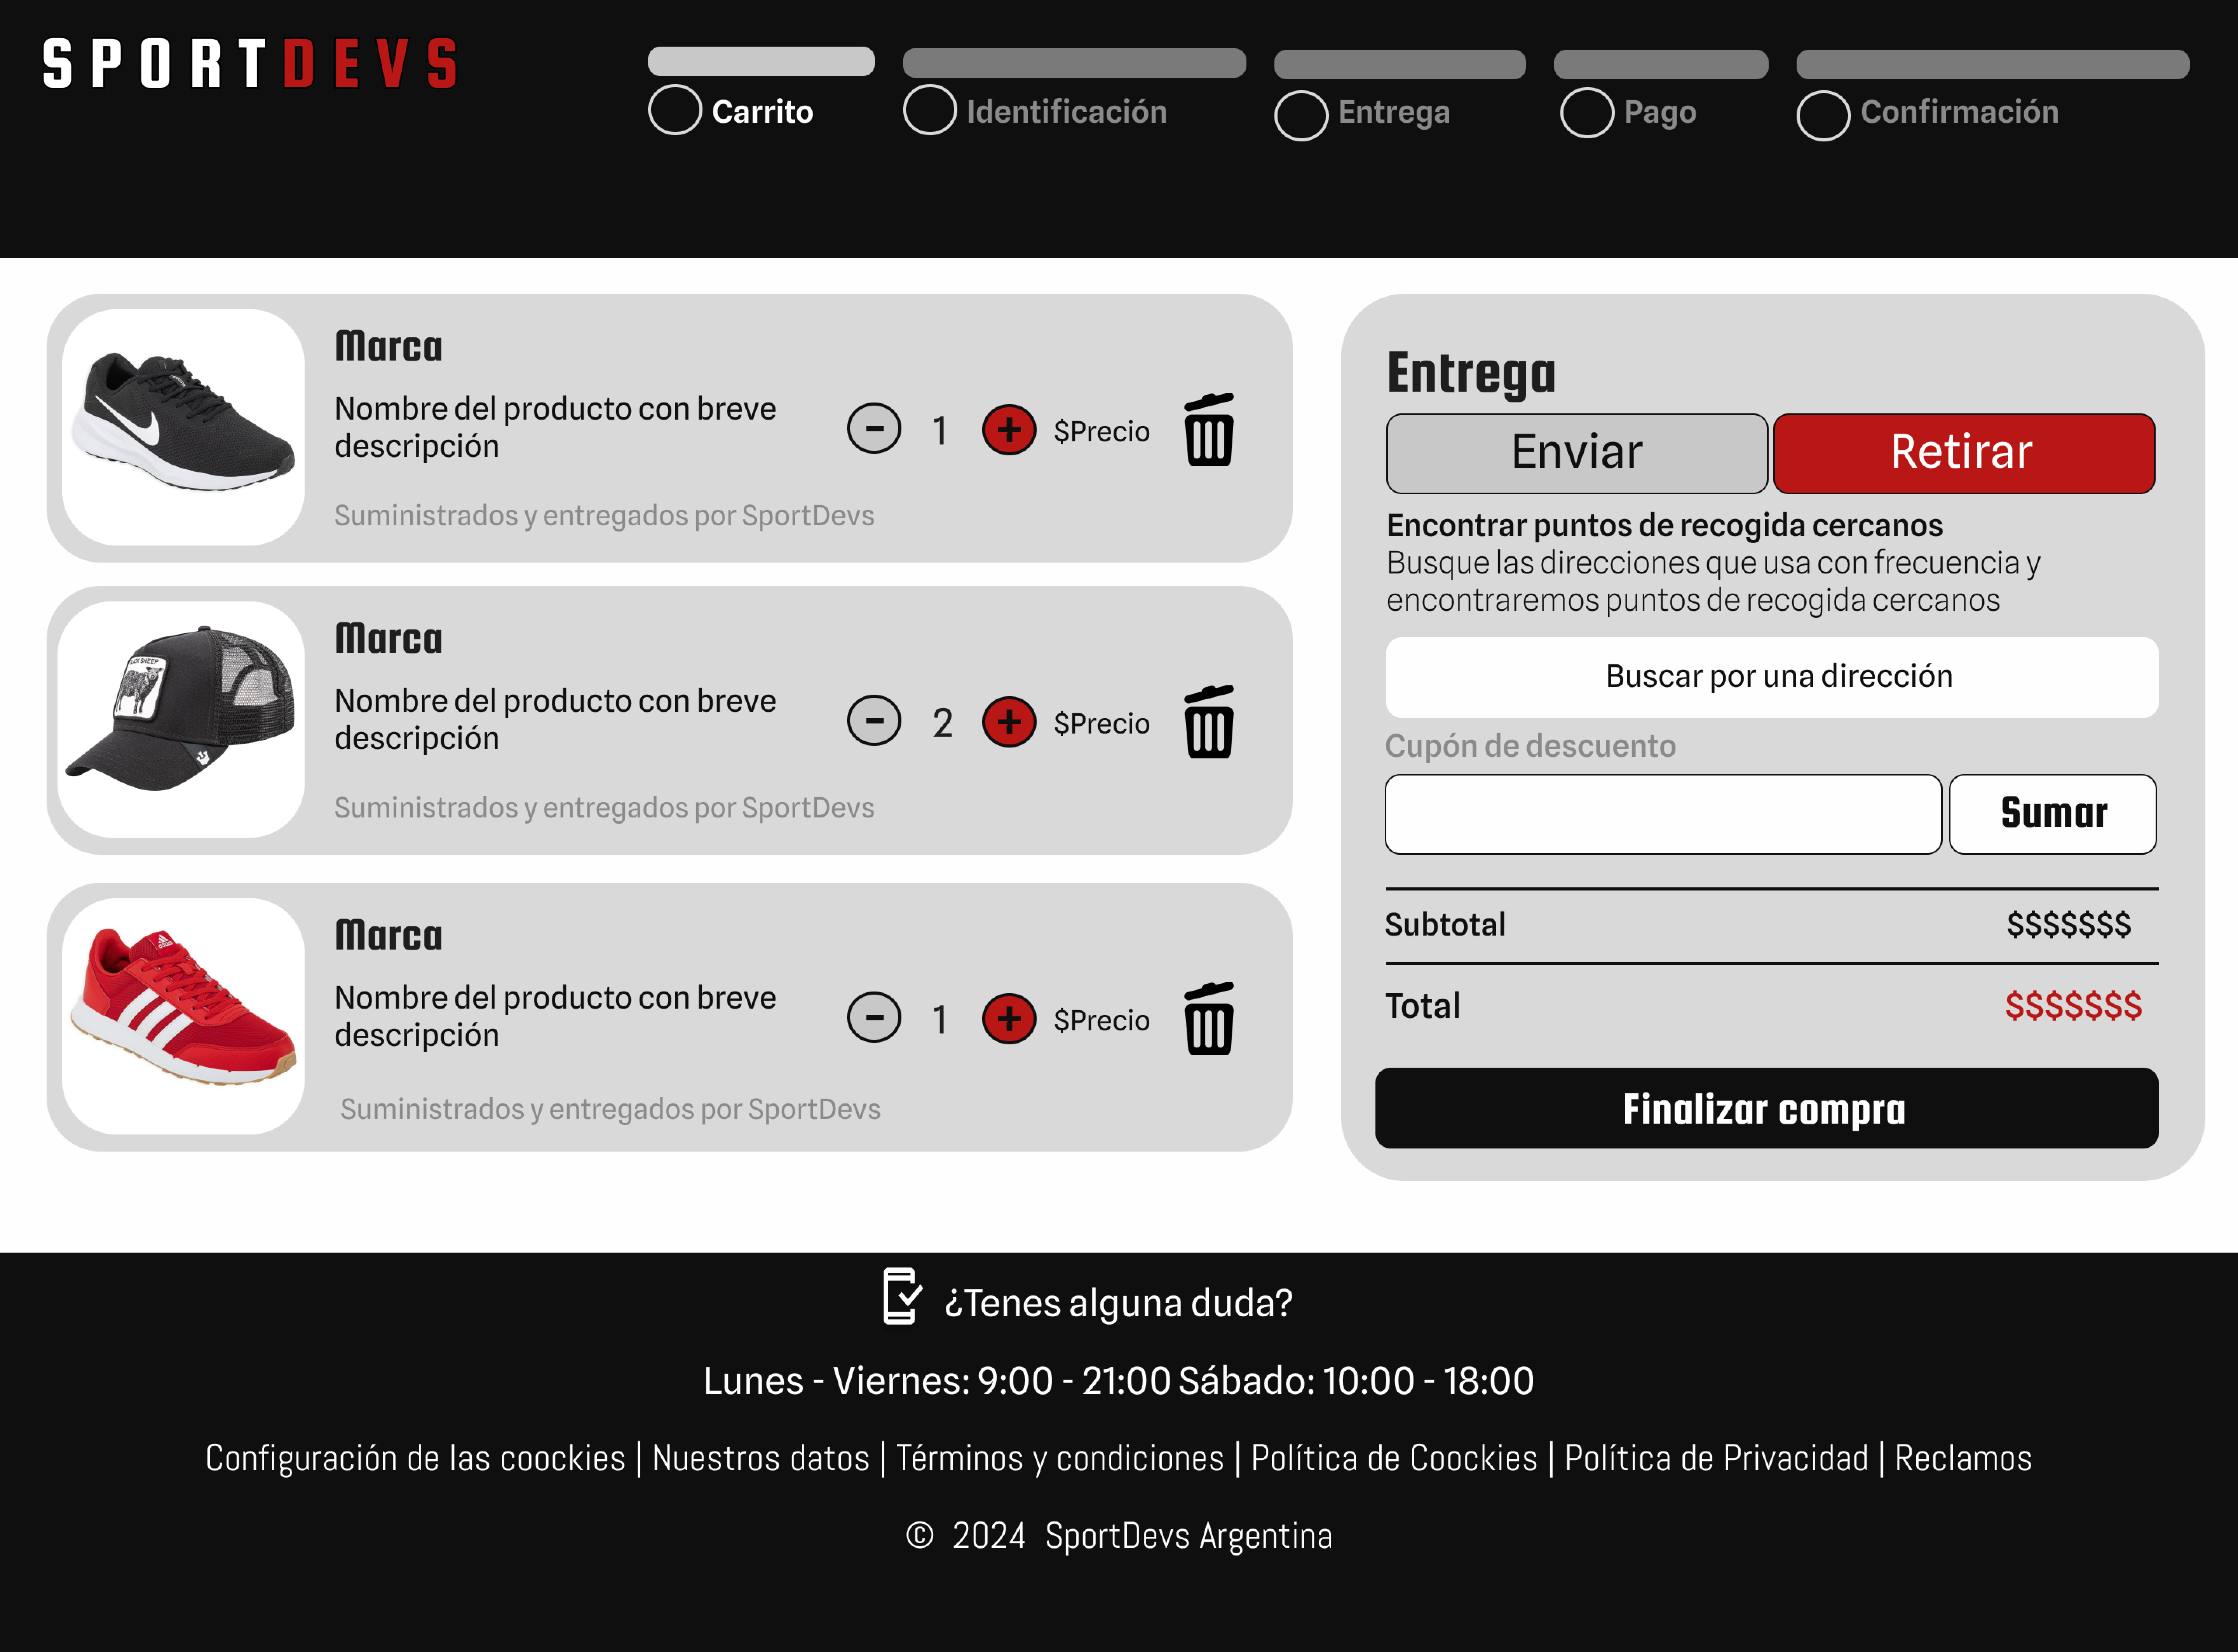 SPORTDEVS
Carrito
Identificación
Entrega
Pago
Confirmación
Marca
Nombre del producto con breve
descripción
- 1 + $Precio
Suministrados y entregados por SportDevs
SHEEP
Marca
Nombre del producto con breve
descripción
- 2 + $Precio
Suministrados y entregados por SportDevs
Marca
Nombre del producto con breve
descripción
- 1 + $Precio
Suministrados y entregados por SportDevs
Entrega
Enviar
Retirar
Encontrar puntos de recogida cercanos
Busque las direcciones que usa con frecuencia y
encontraremos puntos de recogida cercanos
Buscar por una dirección
Cupón de descuento
Sumar
Subtotal $$$$$$$
Total $$$$$$$
Finalizar compra
¿Tenes alguna duda?
Lunes - Viernes: 9:00 - 21:00 Sábado: 10:00 - 18:00
Configuración de las coockies | Nuestros datos | Términos y condiciones | Política de Coockies | Política de Privacidad | Reclamos
© 2024 SportDevs Argentina